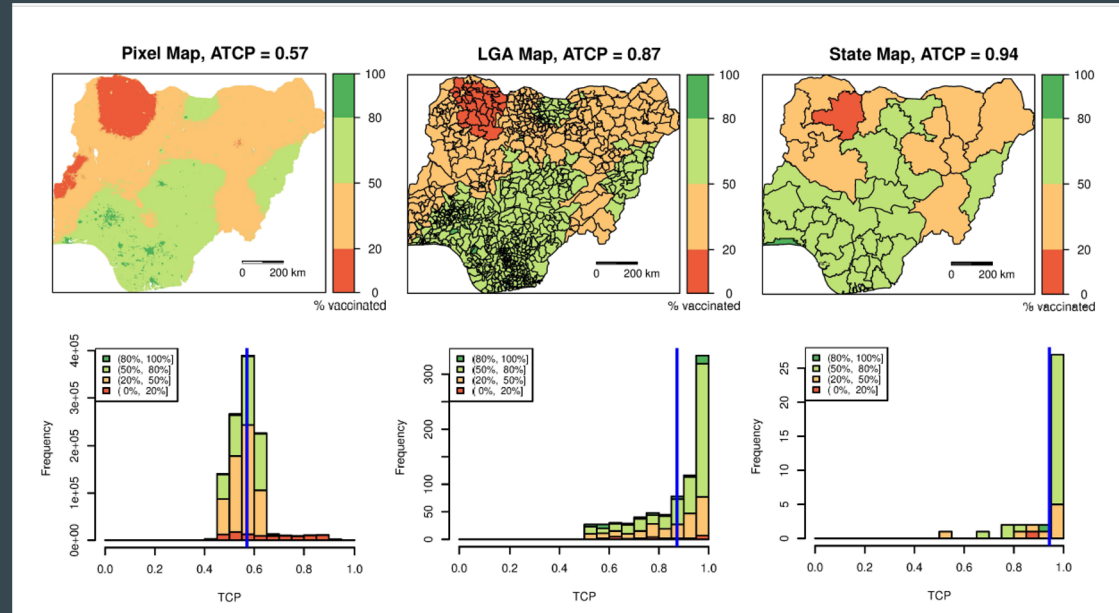 Pixel Map, ATCP = 0.57
100
80
50
20
0
0 200 km
% vaccinated
LGA Map, ATCP = 0.87
100
80
50
20
0
0 200 km
% vaccinated
State Map, ATCP = 0.94
100
80
50
20
0
0 200 km
% vaccinated
Frequency
4e+05
3e+05
2e+05
1e+05
0e+00
(80%, 100%]
(50%, 80%]
(20%, 50%]
( 0%, 20%]
0.0 0.2 0.4 0.6 0.8 1.0
TCP
Frequency
300
200
100
50
0
(80%, 100%]
(50%, 80%]
(20%, 50%]
( 0%, 20%]
0.0 0.2 0.4 0.6 0.8 1.0
TCP
Frequency
25
20
15
10
5
0
(80%, 100%]
(50%, 80%]
(20%, 50%]
( 0%, 20%]
0.0 0.2 0.4 0.6 0.8 1.0
TCP